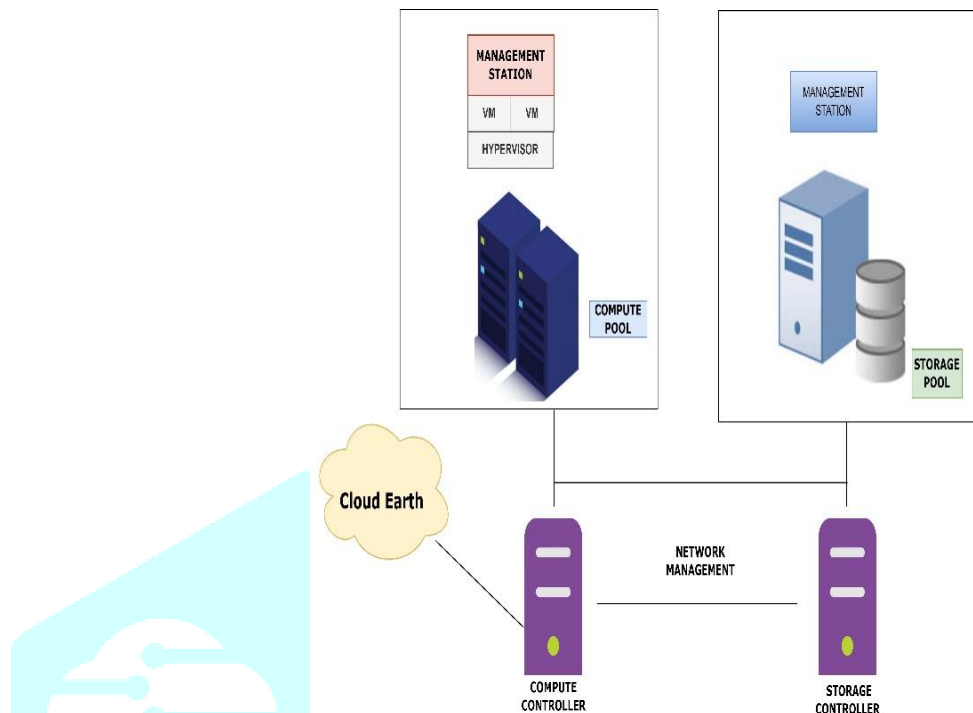 MANAGEMENT
STATION
VM VM
HYPERVISOR
COMPUTE
POOL
MANAGEMENT
STATION
STORAGE
POOL
Cloud Earth
NETWORK
MANAGEMENT
COMPUTE
CONTROLLER
STORAGE
CONTROLLER